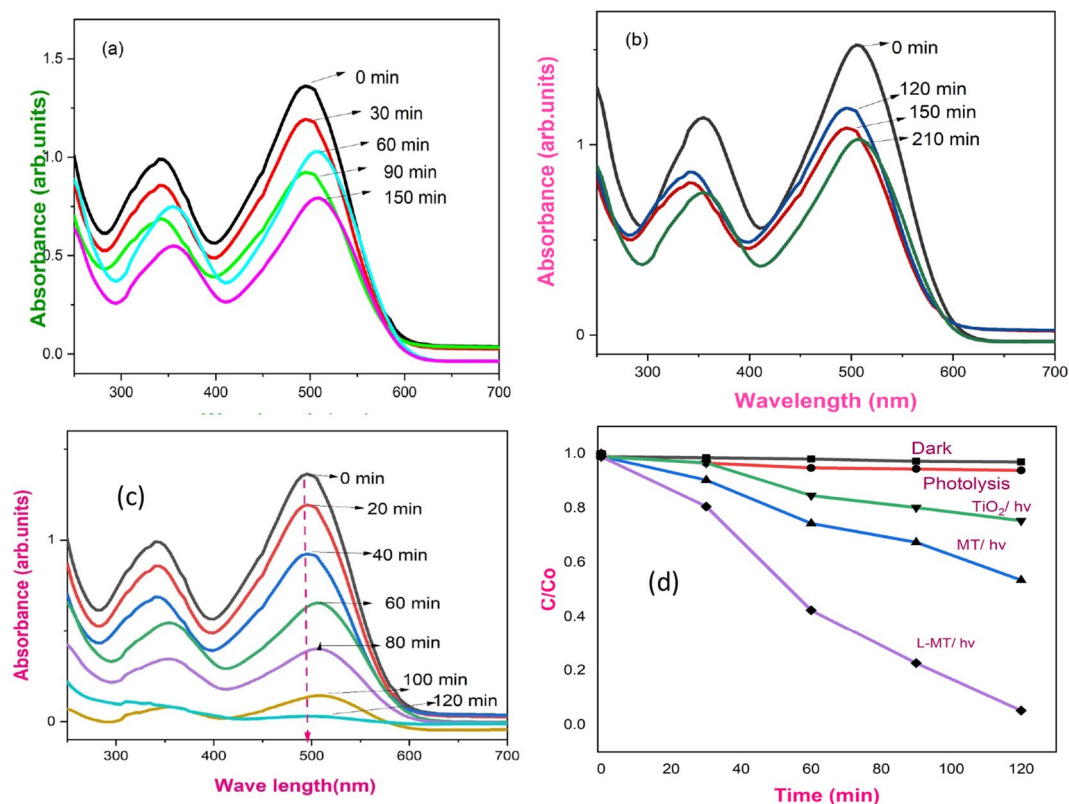 (a)
1.5
1.0
0.5
0.0
0 min
30 min
60 min
90 min
150 min
Absorbance (arb.units)
300
400
500
600
700
(b)
1
0
0 min
120 min
150 min
210 min
Absorbance (arb.units)
300
400
500
600
700
Wavelength (nm)
(c)
1
0
0 min
20 min
40 min
60 min
80 min
100 min
120 min
Absorbance (arb.units)
300
400
500
600
700
Wave length(nm)
(d)
1.0
0.8
0.6
0.4
0.2
0.0
Dark
Photolysis
TiO₂/ hv
MT/ hv
L-MT/ hv
C/Co
0
20
40
60
80
100
120
Time (min)